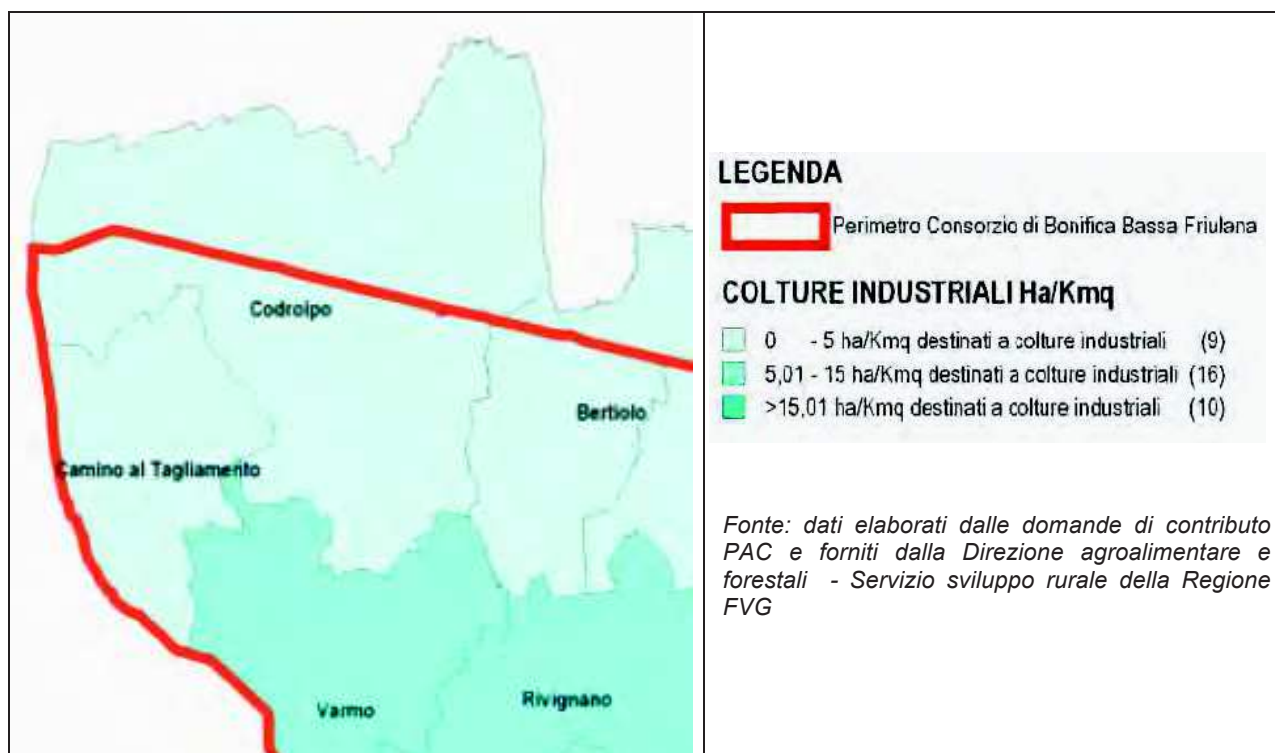 Codroipo
Bertiolo
Camino al Tagliamento
Varmo
Rivignano
LEGENDA
Perimetro Consorzio di Bonifica Bassa Friulana
COLTURE INDUSTRIALI Ha/Kmq
0 - 5 ha/Kmq destinati a colture industriali (9)
5,01 - 15 ha/Kmq destinati a colture industriali (16)
>15,01 ha/Kmq destinati a colture industriali (10)
Fonte: dati elaborati dalle domande di contributo
PAC e forniti dalla Direzione agroalimentare e
forestali - Servizio sviluppo rurale della Regione
FVG